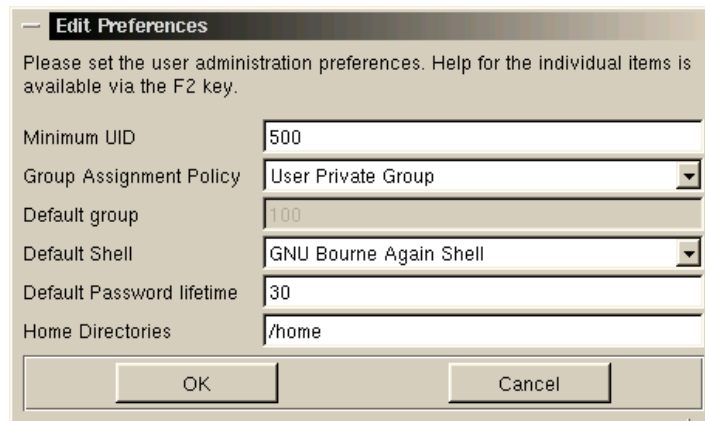 Edit Preferences
Please set the user administration preferences. Help for the individual items is
available via the F2 key.
Minimum UID 500
Group Assignment Policy User Private Group
Default group 100
Default Shell GNU Bourne Again Shell
Default Password lifetime 30
Home Directories /home
OK Cancel